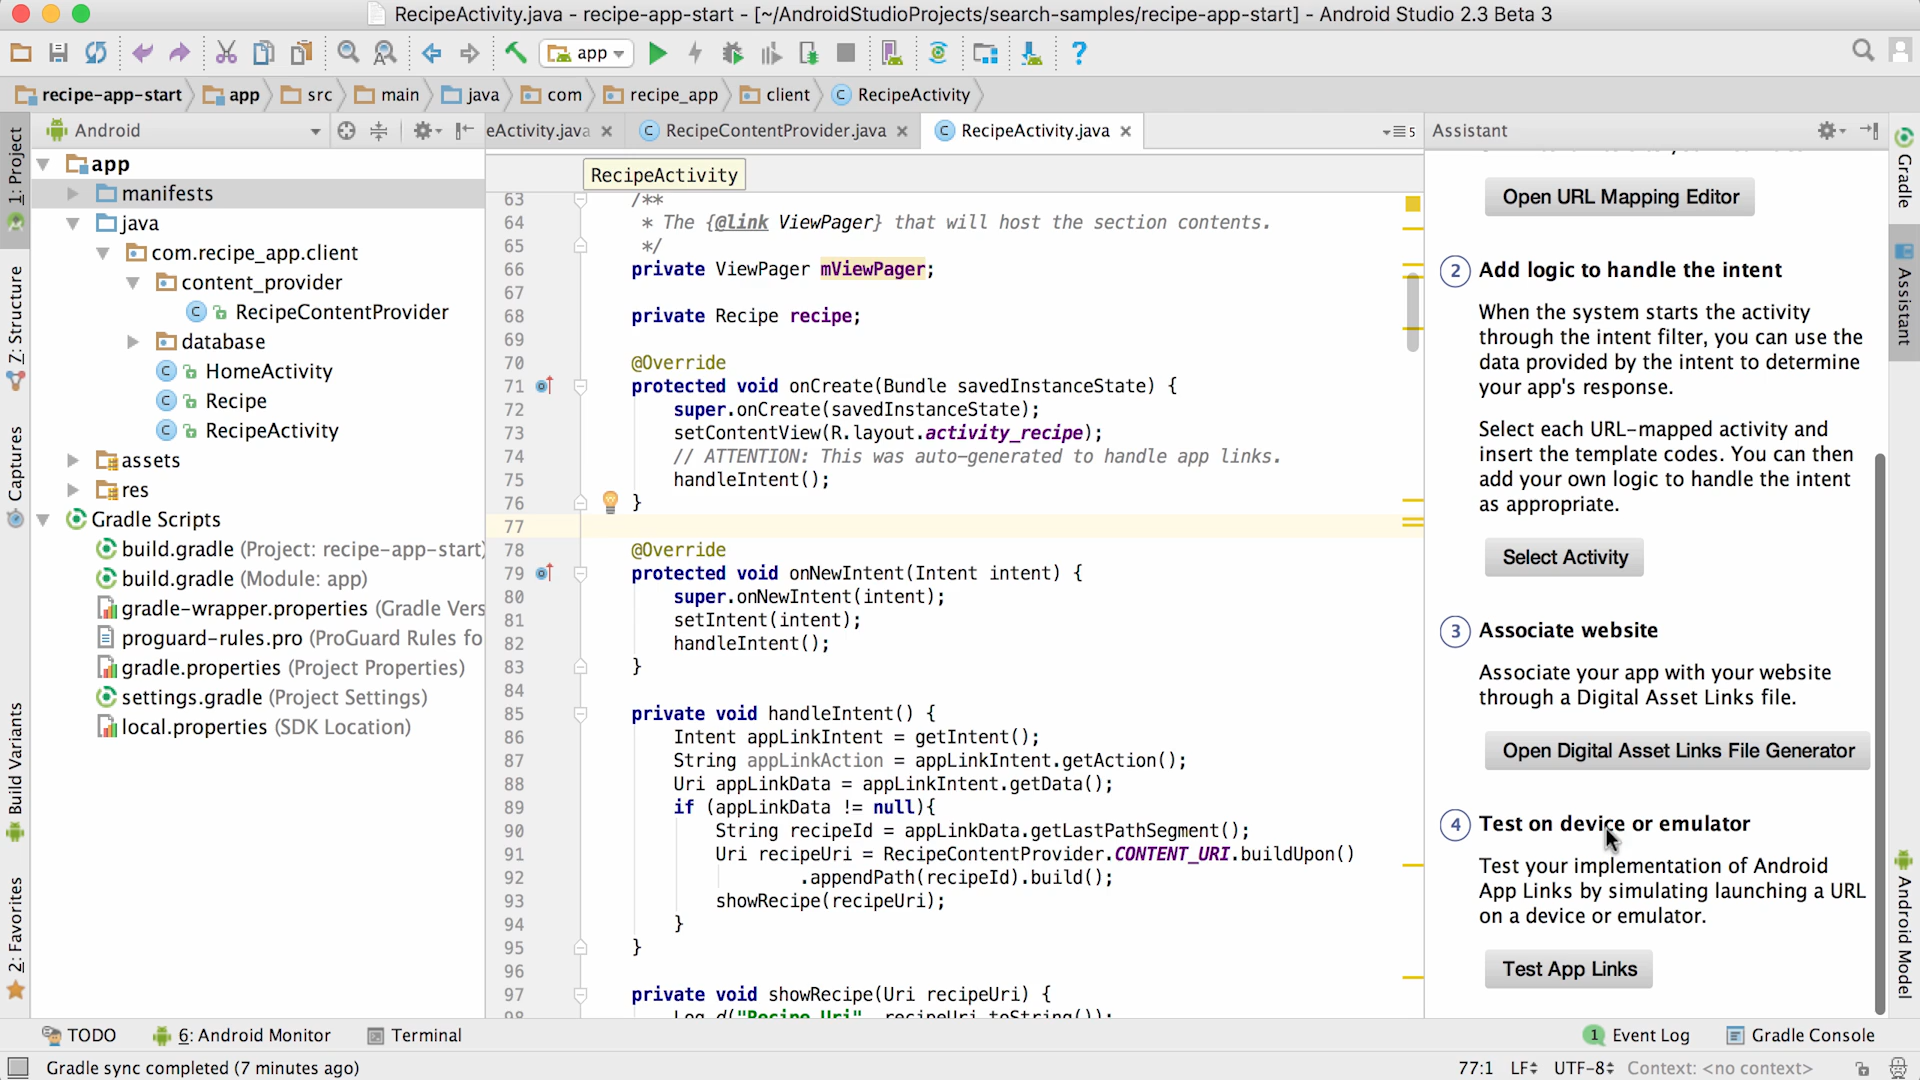 RecipeActivity.java - recipe-app-start - [~/AndroidStudioProjects/search-samples/recipe-app-start] - Android Studio 2.3 Beta 3
app
recipe-app-start
app
src
main
java
com
recipe_app
client
RecipeActivity
1: Project
Z: Structure
Captures
Build Variants
2: Favorites
Android
app
manifests
java
com.recipe_app.client
content_provider
RecipeContentProvider
database
HomeActivity
Recipe
RecipeActivity
assets
res
Gradle Scripts
build.gradle (Project: recipe-app-start)
build.gradle (Module: app)
gradle-wrapper.properties (Gradle Vers
proguard-rules.pro (ProGuard Rules fo
gradle.properties (Project Properties)
settings.gradle (Project Settings)
local.properties (SDK Location)
eActivity.java
RecipeContentProvider.java
RecipeActivity.java
5
RecipeActivity
63 /**
64 * The {@link ViewPager} that will host the section contents.
65 */
66 private ViewPager mViewPager;
67
68 private Recipe recipe;
69
70 @Override
71 protected void onCreate(Bundle savedInstanceState) {
72 super.onCreate(savedInstanceState);
73 setContentView(R.layout.activity_recipe);
74 // ATTENTION: This was auto-generated to handle app links.
75 handleIntent();
76 }
77
78 @Override
79 protected void onNewIntent(Intent intent) {
80 super.onNewIntent(intent);
81 setIntent(intent);
82 handleIntent();
83 }
84
85 private void handleIntent() {
86 Intent appLinkIntent = getIntent();
87 String appLinkAction = appLinkIntent.getAction();
88 Uri appLinkData = appLinkIntent.getData();
89 if (appLinkData != null){
90 String recipeId = appLinkData.getLastPathSegment();
91 Uri recipeUri = RecipeContentProvider.CONTENT_URI.buildUpon()
92 .appendPath(recipeId).build();
93 showRecipe(recipeUri);
94 }
95 }
96
97 private void showRecipe(Uri recipeUri) {
98 Log.d("Recipe Uri", recipeUri.toString());
Assistant
Open URL Mapping Editor
2 Add logic to handle the intent
When the system starts the activity
through the intent filter, you can use the
data provided by the intent to determine
your app's response.
Select each URL-mapped activity and
insert the template codes. You can then
add your own logic to handle the intent
as appropriate.
Select Activity
3 Associate website
Associate your app with your website
through a Digital Asset Links file.
Open Digital Asset Links File Generator
4 Test on device or emulator
Test your implementation of Android
App Links by simulating launching a URL
on a device or emulator.
Test App Links
Gradle
Assistant
Android Model
TODO
6: Android Monitor
Terminal
1 Event Log
Gradle Console
Gradle sync completed (7 minutes ago)
77:1
LF
UTF-8
Context: <no context>